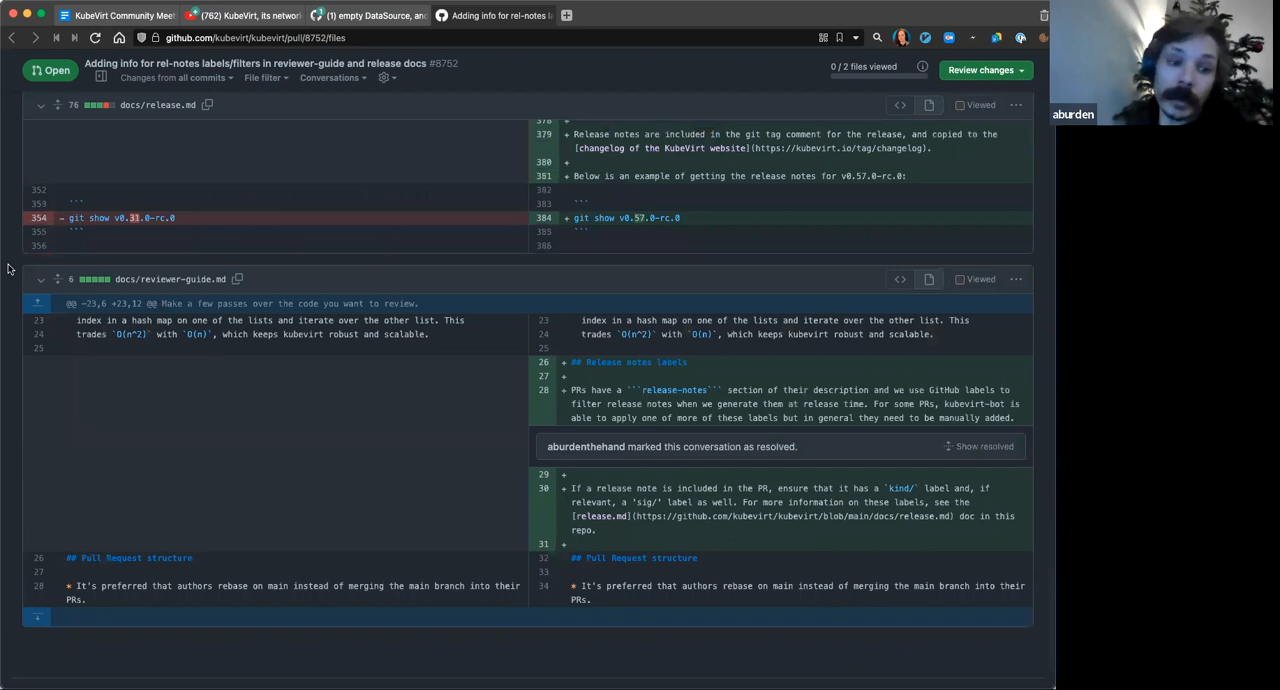 KubeVirt Community Meet
(762) KubeVirt, its networ
(1) empty DataSource, an
Adding info for rel-notes la
github.com/kubevirt/kubevirt/pull/8752/files
Open
Adding info for rel-notes labels/filters in reviewer-guide and release docs #8752
Changes from all commits
File filter
Conversations
0 / 2 files viewed
Review changes
aburden
76 docs/release.md
Viewed
378 +
379 + Release notes are included in the git tag comment for the release, and copied to the
[changelog of the KubeVirt website](https://kubevirt.io/tag/changelog).
380 +
381 + Below is an example of getting the release notes for v0.57.0-rc.0:
352
382
359 ```
383 ```
354 - git show v0.31.0-rc.0
384 + git show v0.57.0-rc.0
355 ```
385 ```
356
386
6 docs/reviewer-guide.md
Viewed
@@ -23,6 +23,12 @@ Make a few passes over the code you want to review.
23 index in a hash map on one of the lists and iterate over the other list. This
24 trades `O(n^2)` with `O(n)`, which keeps kubevirt robust and scalable.
25
23 index in a hash map on one of the lists and iterate over the other list. This
24 trades `O(n^2)` with `O(n)`, which keeps kubevirt robust and scalable.
25
26 + ## Release notes labels
27 +
28 + PRs have a ```release-notes``` section of their description and we use GitHub labels to
filter release notes when we generate them at release time. For some PRs, kubevirt-bot is
able to apply one of more of these labels but in general they need to be manually added.
aburdenthehand marked this conversation as resolved.
Show resolved
29 +
30 + If a release note is included in the PR, ensure that it has a `kind/` label and, if
relevant, a 'sig/' label as well. For more information on these labels, see the
[release.md](https://github.com/kubevirt/kubevirt/blob/main/docs/release.md) doc in this
repo.
31 +
26 ## Pull Request structure
27
28 * It's preferred that authors rebase on main instead of merging the main branch into their
PRs.
32 ## Pull Request structure
33
34 * It's preferred that authors rebase on main instead of merging the main branch into their
PRs.